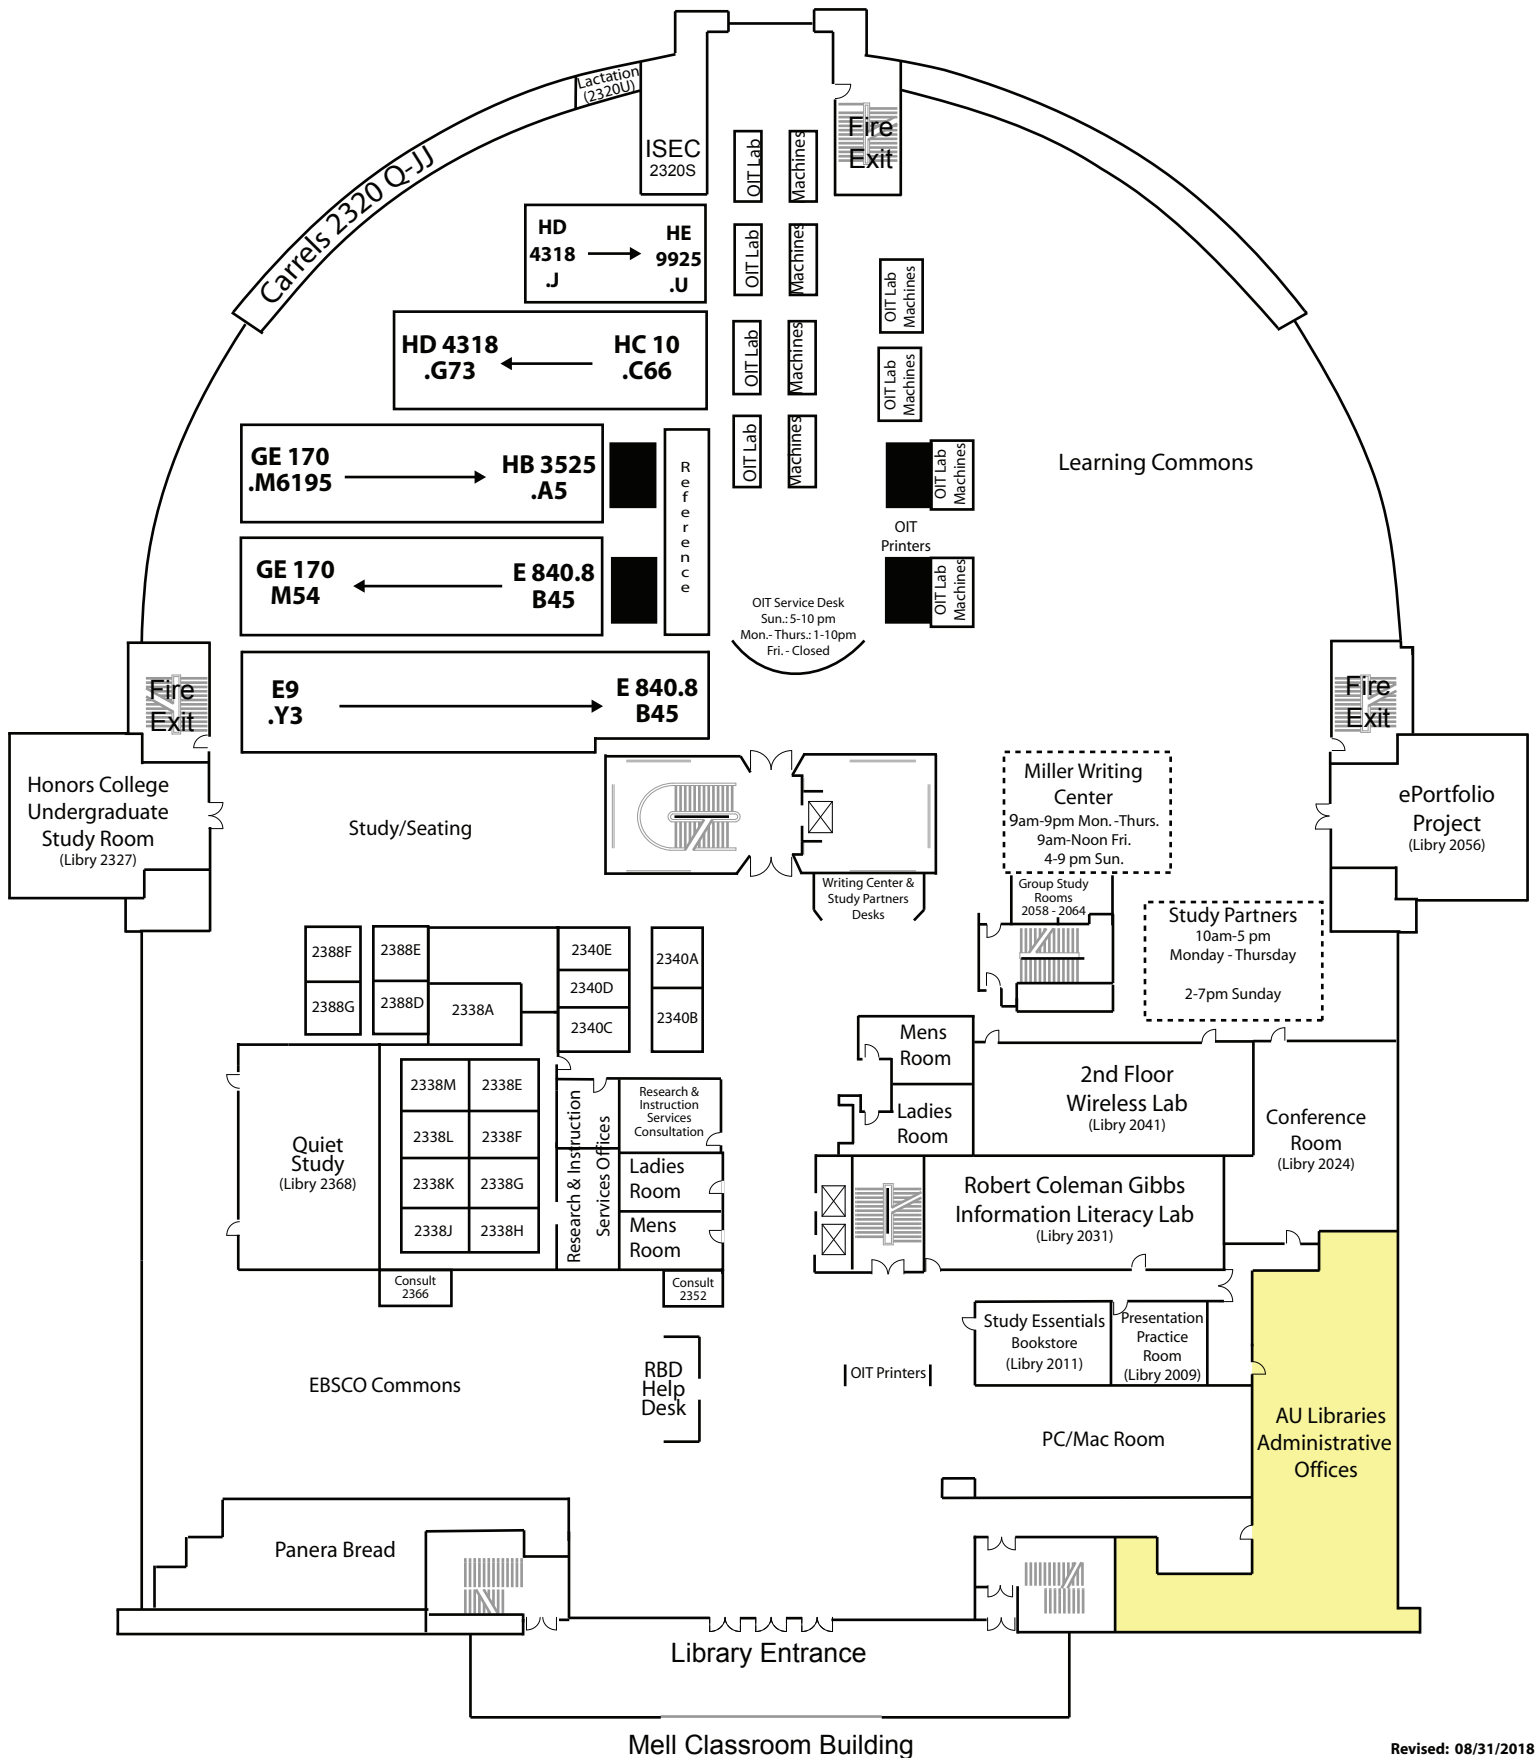 Lactation
(2320U)
Carrels 2320 Q-JJ
ISEC
2320S
Fire
Exit
OIT Lab
Machines
OIT Lab
Machines
OIT Lab
Machines
OIT Lab
Machines
OIT Lab
Machines
OIT Lab
Machines
HD
4318
.J
HE
9925
.U
HD 4318
.G73
HC 10
.C66
GE 170
.M6195
HB 3525
.A5
Reference
OIT Lab
Machines
OIT
Printers
OIT Lab
Machines
Learning Commons
GE 170
M54
E 840.8
B45
OIT Service Desk
Sun.: 5-10 pm
Mon.- Thurs.: 1-10pm
Fri. - Closed
E9
.Y3
E 840.8
B45
Fire
Exit
Fire
Exit
Honors College
Undergraduate
Study Room
(Libry 2327)
Study/Seating
Miller Writing
Center
9am-9pm Mon. -Thurs.
9am-Noon Fri.
4-9 pm Sun.
ePortfolio
Project
(Libry 2056)
Writing Center &
Study Partners
Desks
Group Study
Rooms
2058 - 2064
Study Partners
10am-5 pm
Monday - Thursday
2-7pm Sunday
2388F
2388E
2340E
2340A
2388G
2388D
2338A
2340D
2340C
2340B
Mens
Room
Ladies
Room
2nd Floor
Wireless Lab
(Libry 2041)
Conference
Room
(Libry 2024)
2338M
2338E
2338L
2338F
2338K
2338G
2338J
2338H
Quiet
Study
(Libry 2368)
Research & Instruction
Services Offices
Research &
Instruction
Services
Consultation
Ladies
Room
Mens
Room
Robert Coleman Gibbs
Information Literacy Lab
(Libry 2031)
Consult
2366
Consult
2352
Study Essentials
Bookstore
(Libry 2011)
Presentation
Practice
Room
(Libry 2009)
EBSCO Commons
RBD
Help
Desk
OIT Printers
PC/Mac Room
AU Libraries
Administrative
Offices
Panera Bread
Library Entrance
Mell Classroom Building
Revised: 08/31/2018